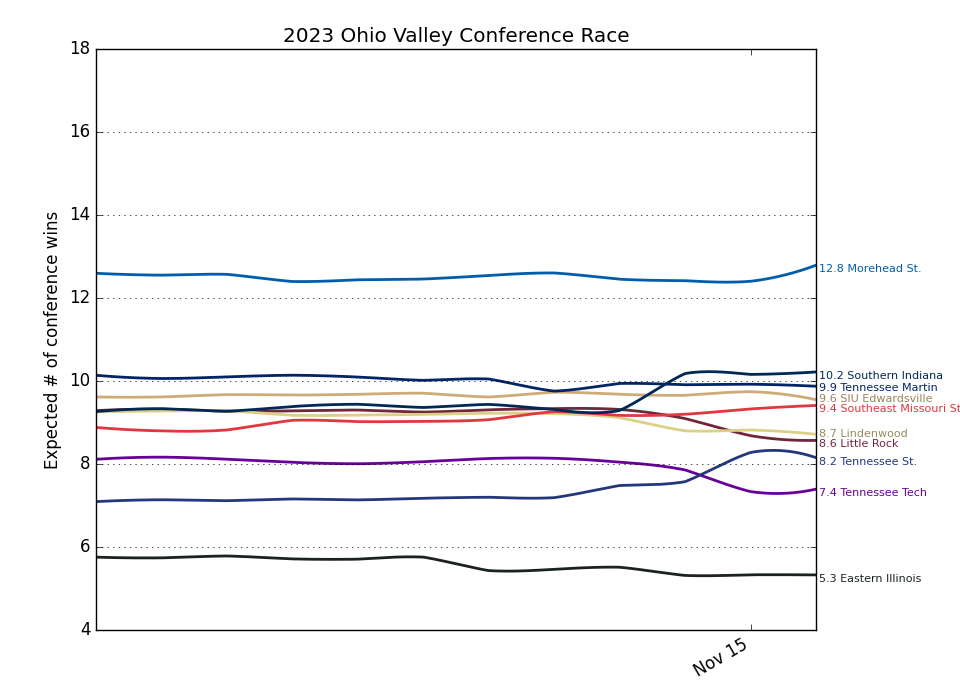 2023 Ohio Valley Conference Race
Expected # of conference wins
18
16
14
12
10
8
6
4
12.8 Morehead St.
10.2 Southern Indiana
9.9 Tennessee Martin
9.6 SIU Edwardsville
9.4 Southeast Missouri St
8.7 Lindenwood
8.6 Little Rock
8.2 Tennessee St.
7.4 Tennessee Tech
5.3 Eastern Illinois
Nov 15